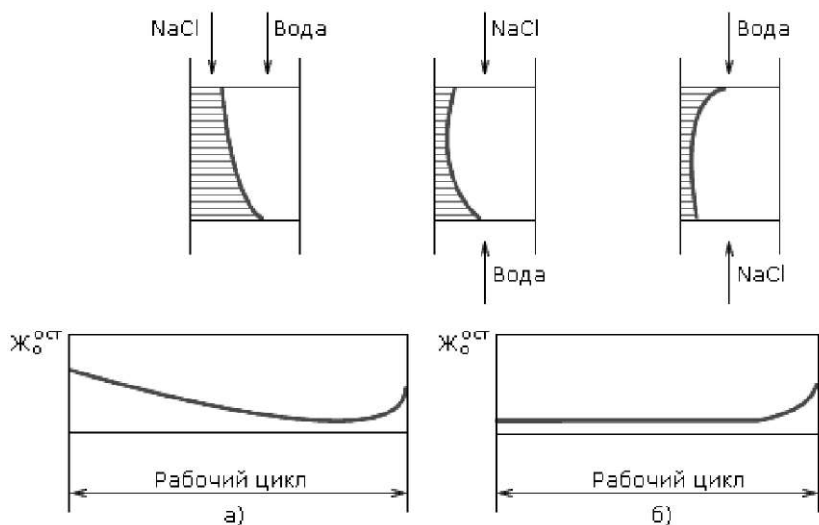 NaCl Вода
NaCl
Вода
Вода
NaCl
Ж₀ᵒᶜᵀ
Рабочий цикл
а)
Ж₀ᵒᶜᵀ
Рабочий цикл
б)